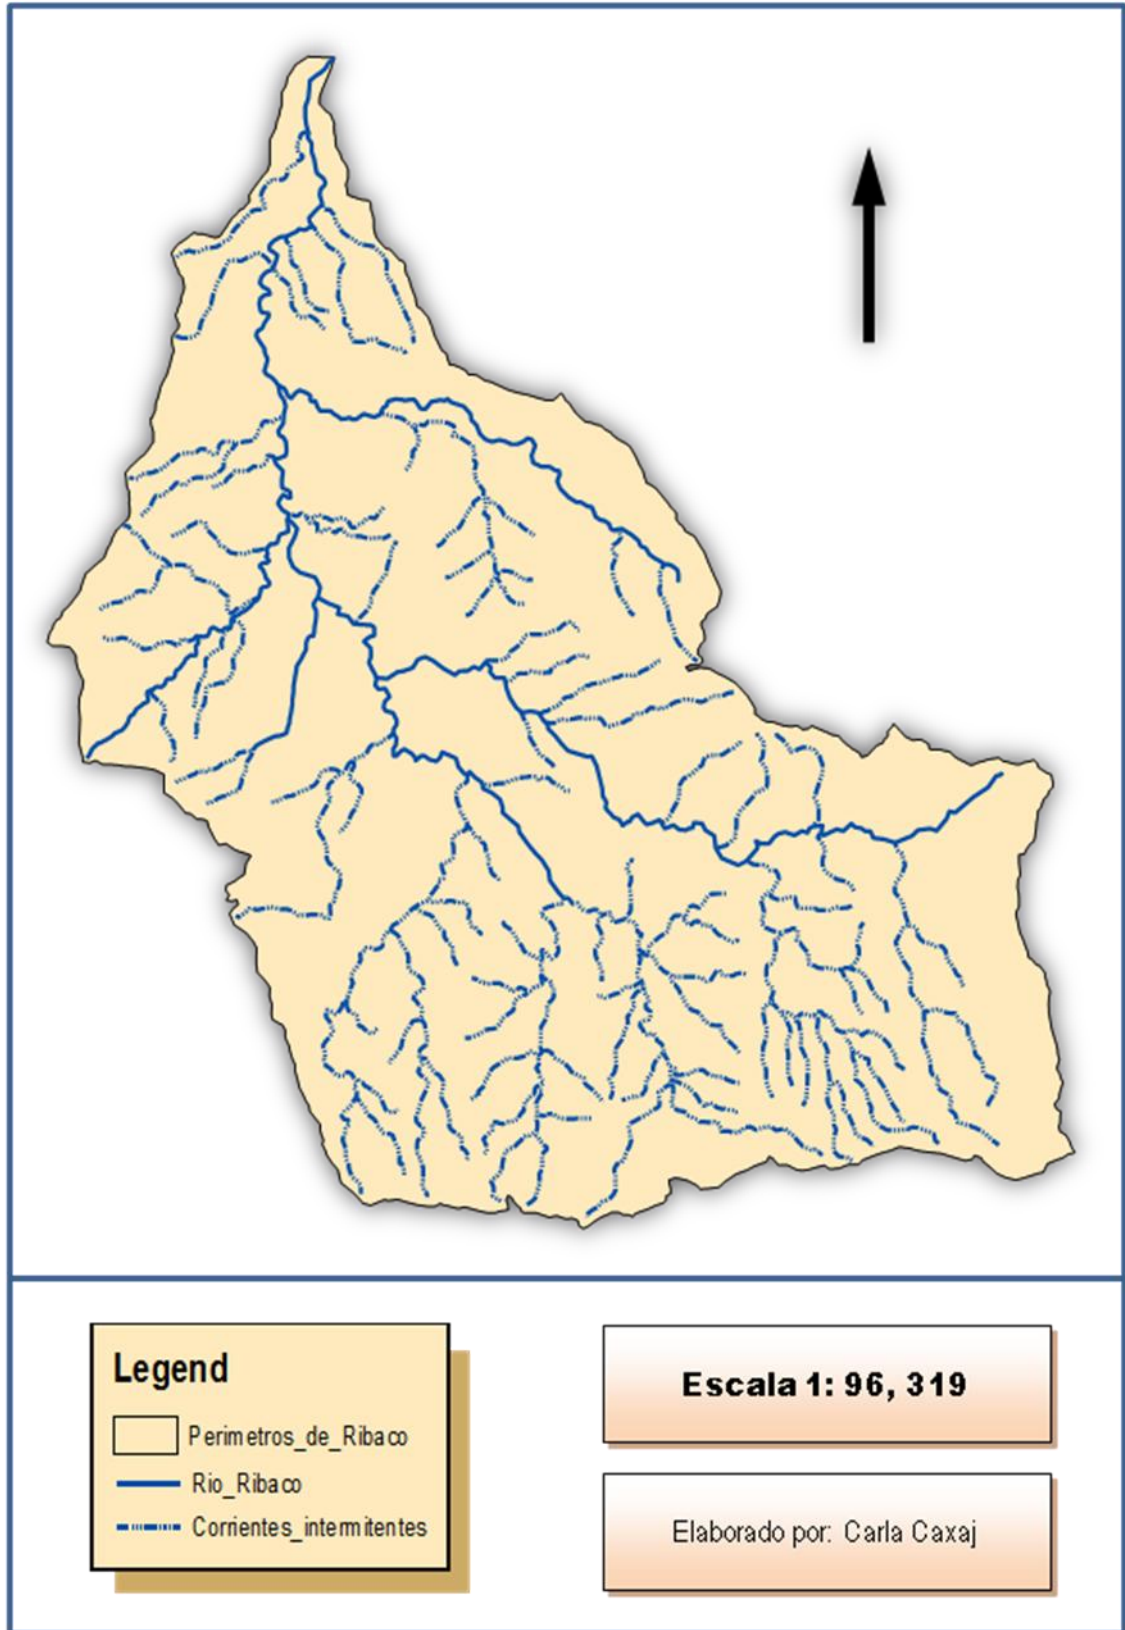 Legend
Perimetros_de_Ribaco
Rio_Ribaco
Corrientes_intermitentes
Escala 1: 96, 319
Elaborado por: Carla Caxaj